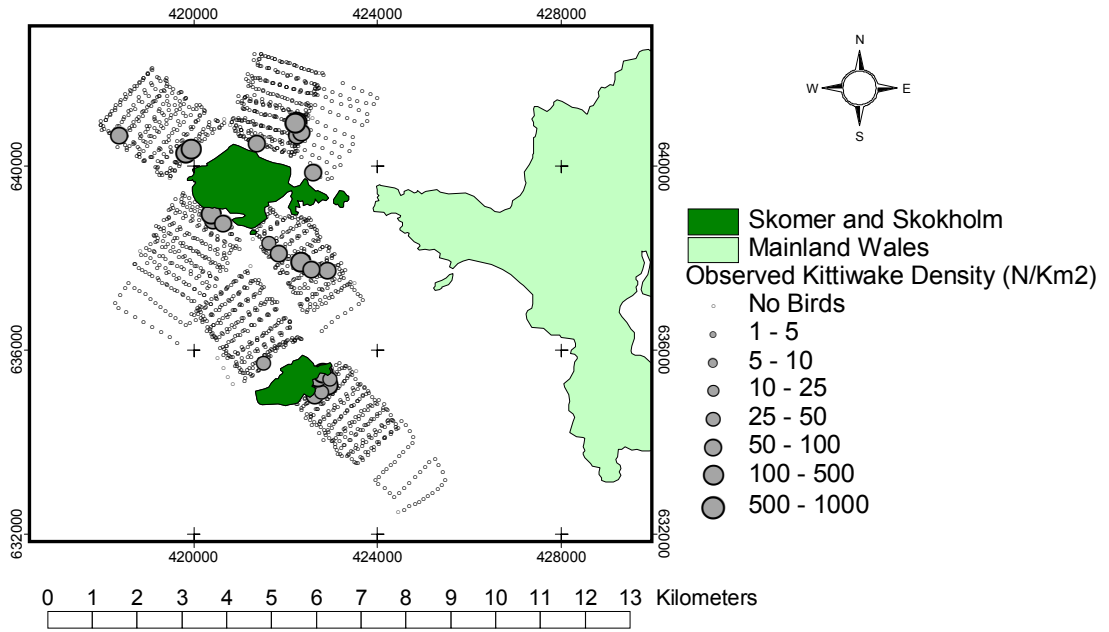 420000 424000 428000
640000 640000
636000 636000
632000 632000
420000 424000 428000
N
W E
S
Skomer and Skokholm
Mainland Wales
Observed Kittiwake Density (N/Km2)
No Birds
1 - 5
5 - 10
10 - 25
25 - 50
50 - 100
100 - 500
500 - 1000
0 1 2 3 4 5 6 7 8 9 10 11 12 13 Kilometers